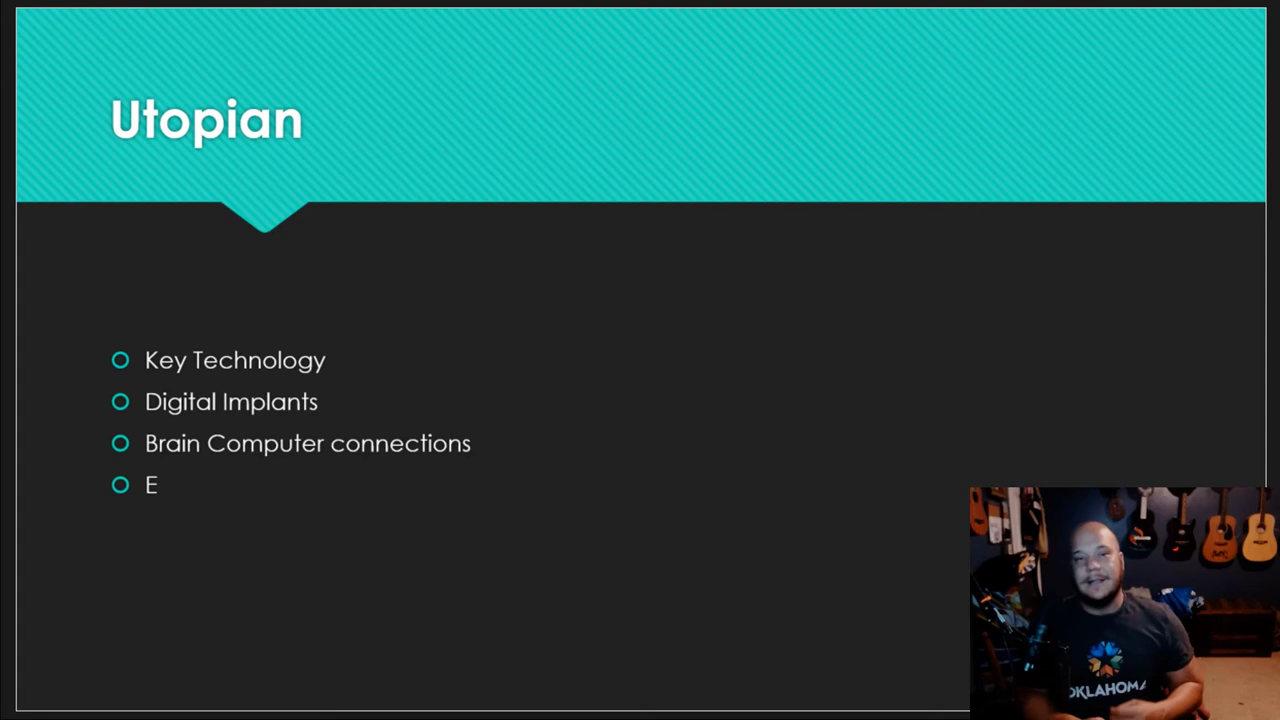 Utopian
Key Technology
Digital Implants
Brain Computer connections
E
OKLAHOMA